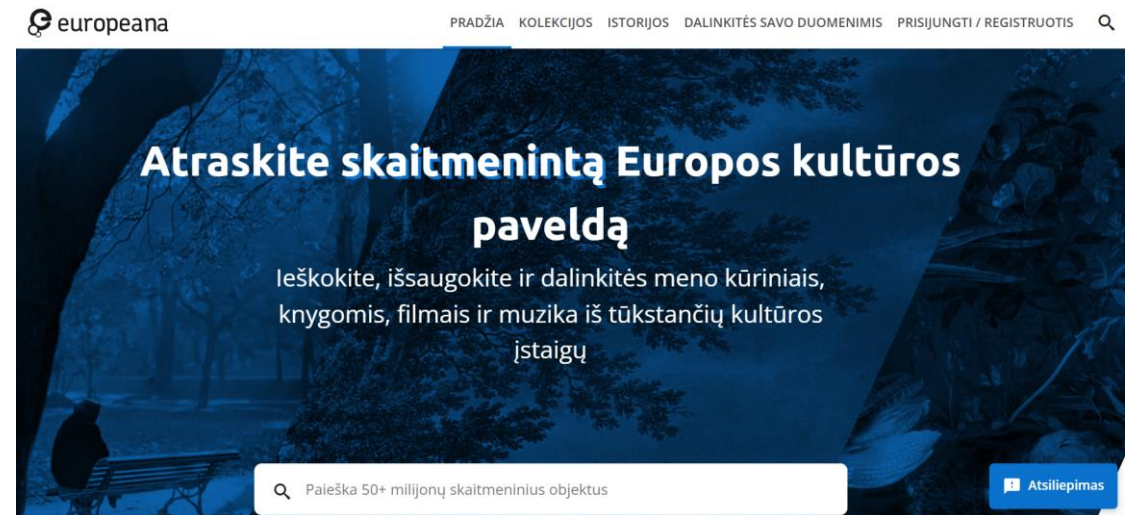 europeana
PRADŽIA KOLEKCIJOS ISTORIJOS DALINKITĖS SAVO DUOMENIMIS PRISIJUNGTI / REGISTRUOTIS
Atraskite skaitmenintą Europos kultūros
paveldą
Ieškokite, išsaugokite ir dalinkitės meno kūriniais,
knygomis, filmais ir muzika iš tūkstančių kultūros
įstaigų
Paieška 50+ milijonų skaitmeninius objektus
Atsiliepimas